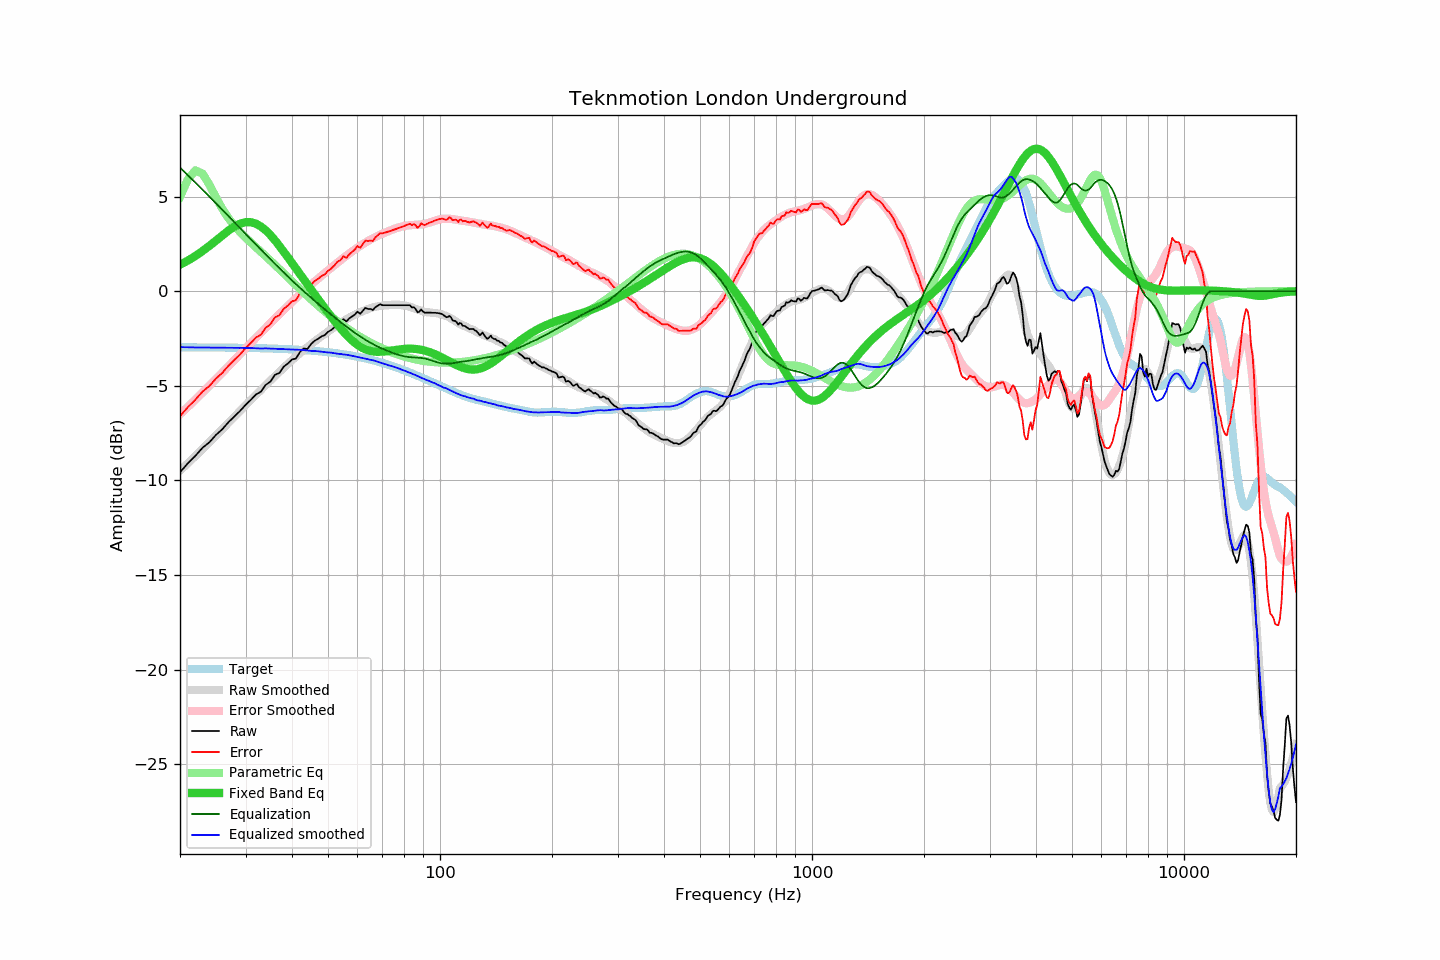 Teknmotion London Underground
5
0
−5
−10
−15
−20
−25
Amplitude (dBr)
Target
Raw Smoothed
Error Smoothed
Raw
Error
Parametric Eq
Fixed Band Eq
Equalization
Equalized smoothed
100
1000
10000
Frequency (Hz)